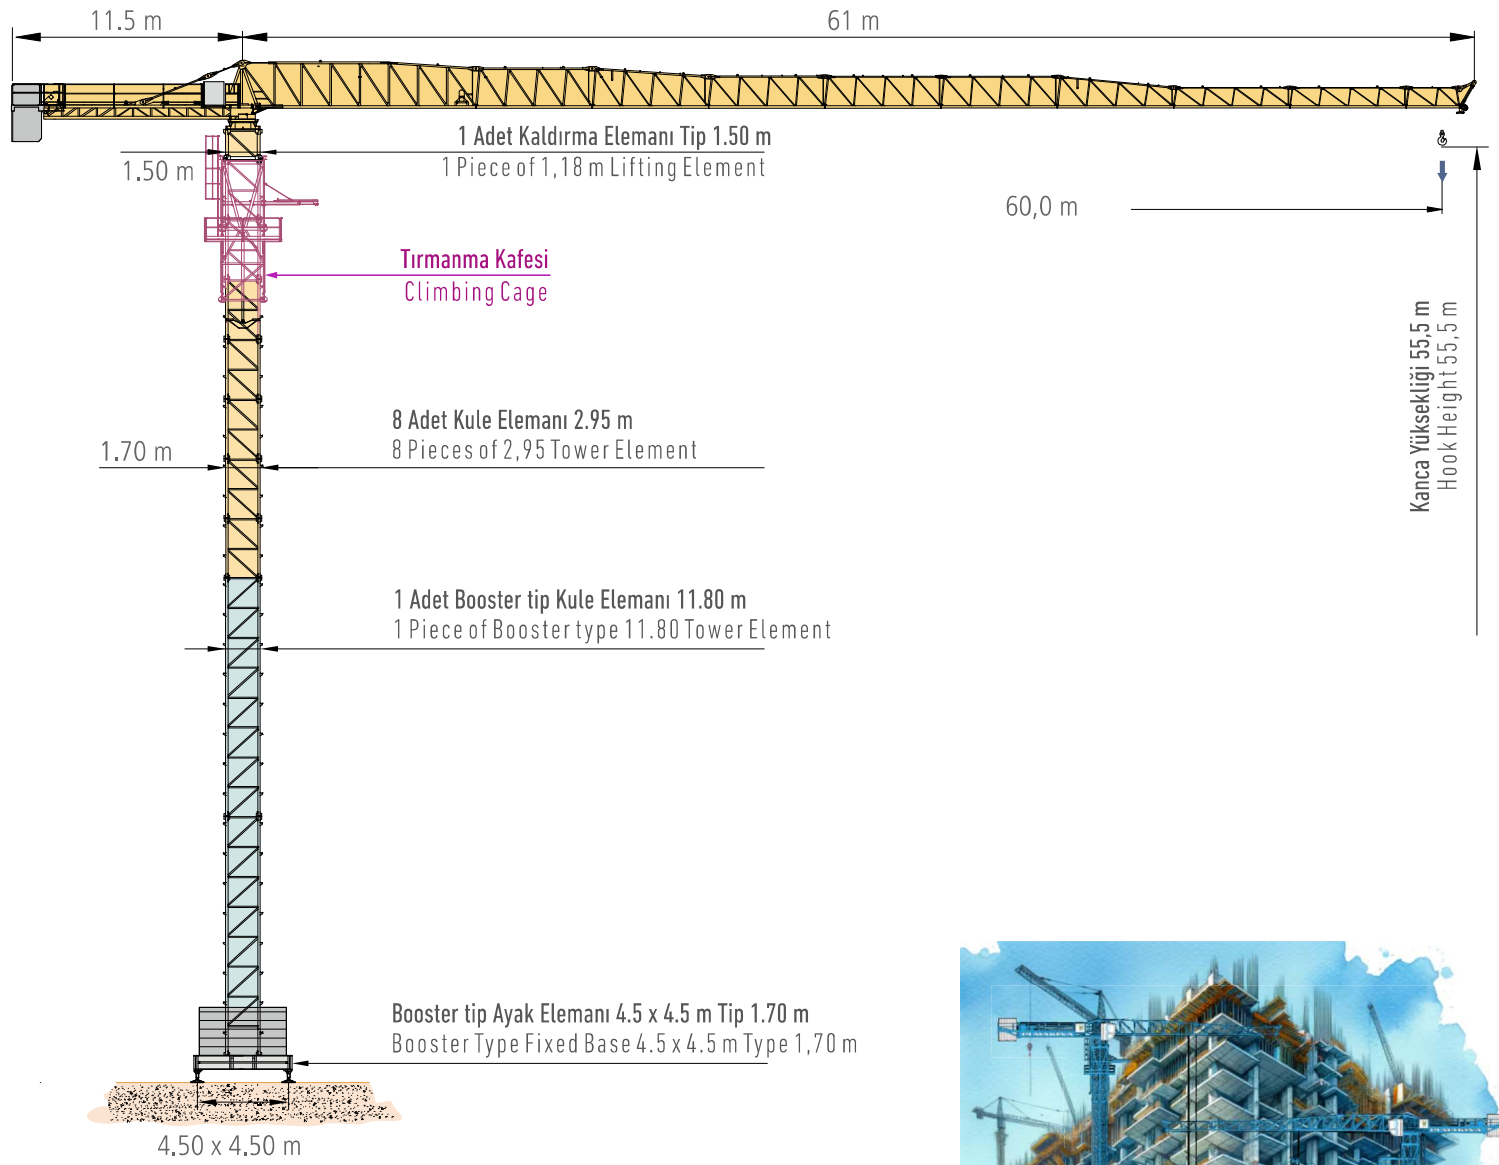 11.5 m
61 m
1 Adet Kaldırma Elemanı Tip 1.50 m
1 Piece of 1,18 m Lifting Element
1.50 m
60,0 m
Tırmanma Kafesi
Climbing Cage
Kanca Yüksekliği 55,5 m
Hook Height 55,5 m
8 Adet Kule Elemanı 2.95 m
8 Pieces of 2,95 Tower Element
1.70 m
1 Adet Booster tip Kule Elemanı 11.80 m
1 Piece of Booster type 11.80 Tower Element
Booster tip Ayak Elemanı 4.5 x 4.5 m Tip 1.70 m
Booster Type Fixed Base 4.5 x 4.5 m Type 1,70 m
4.50 x 4.50 m